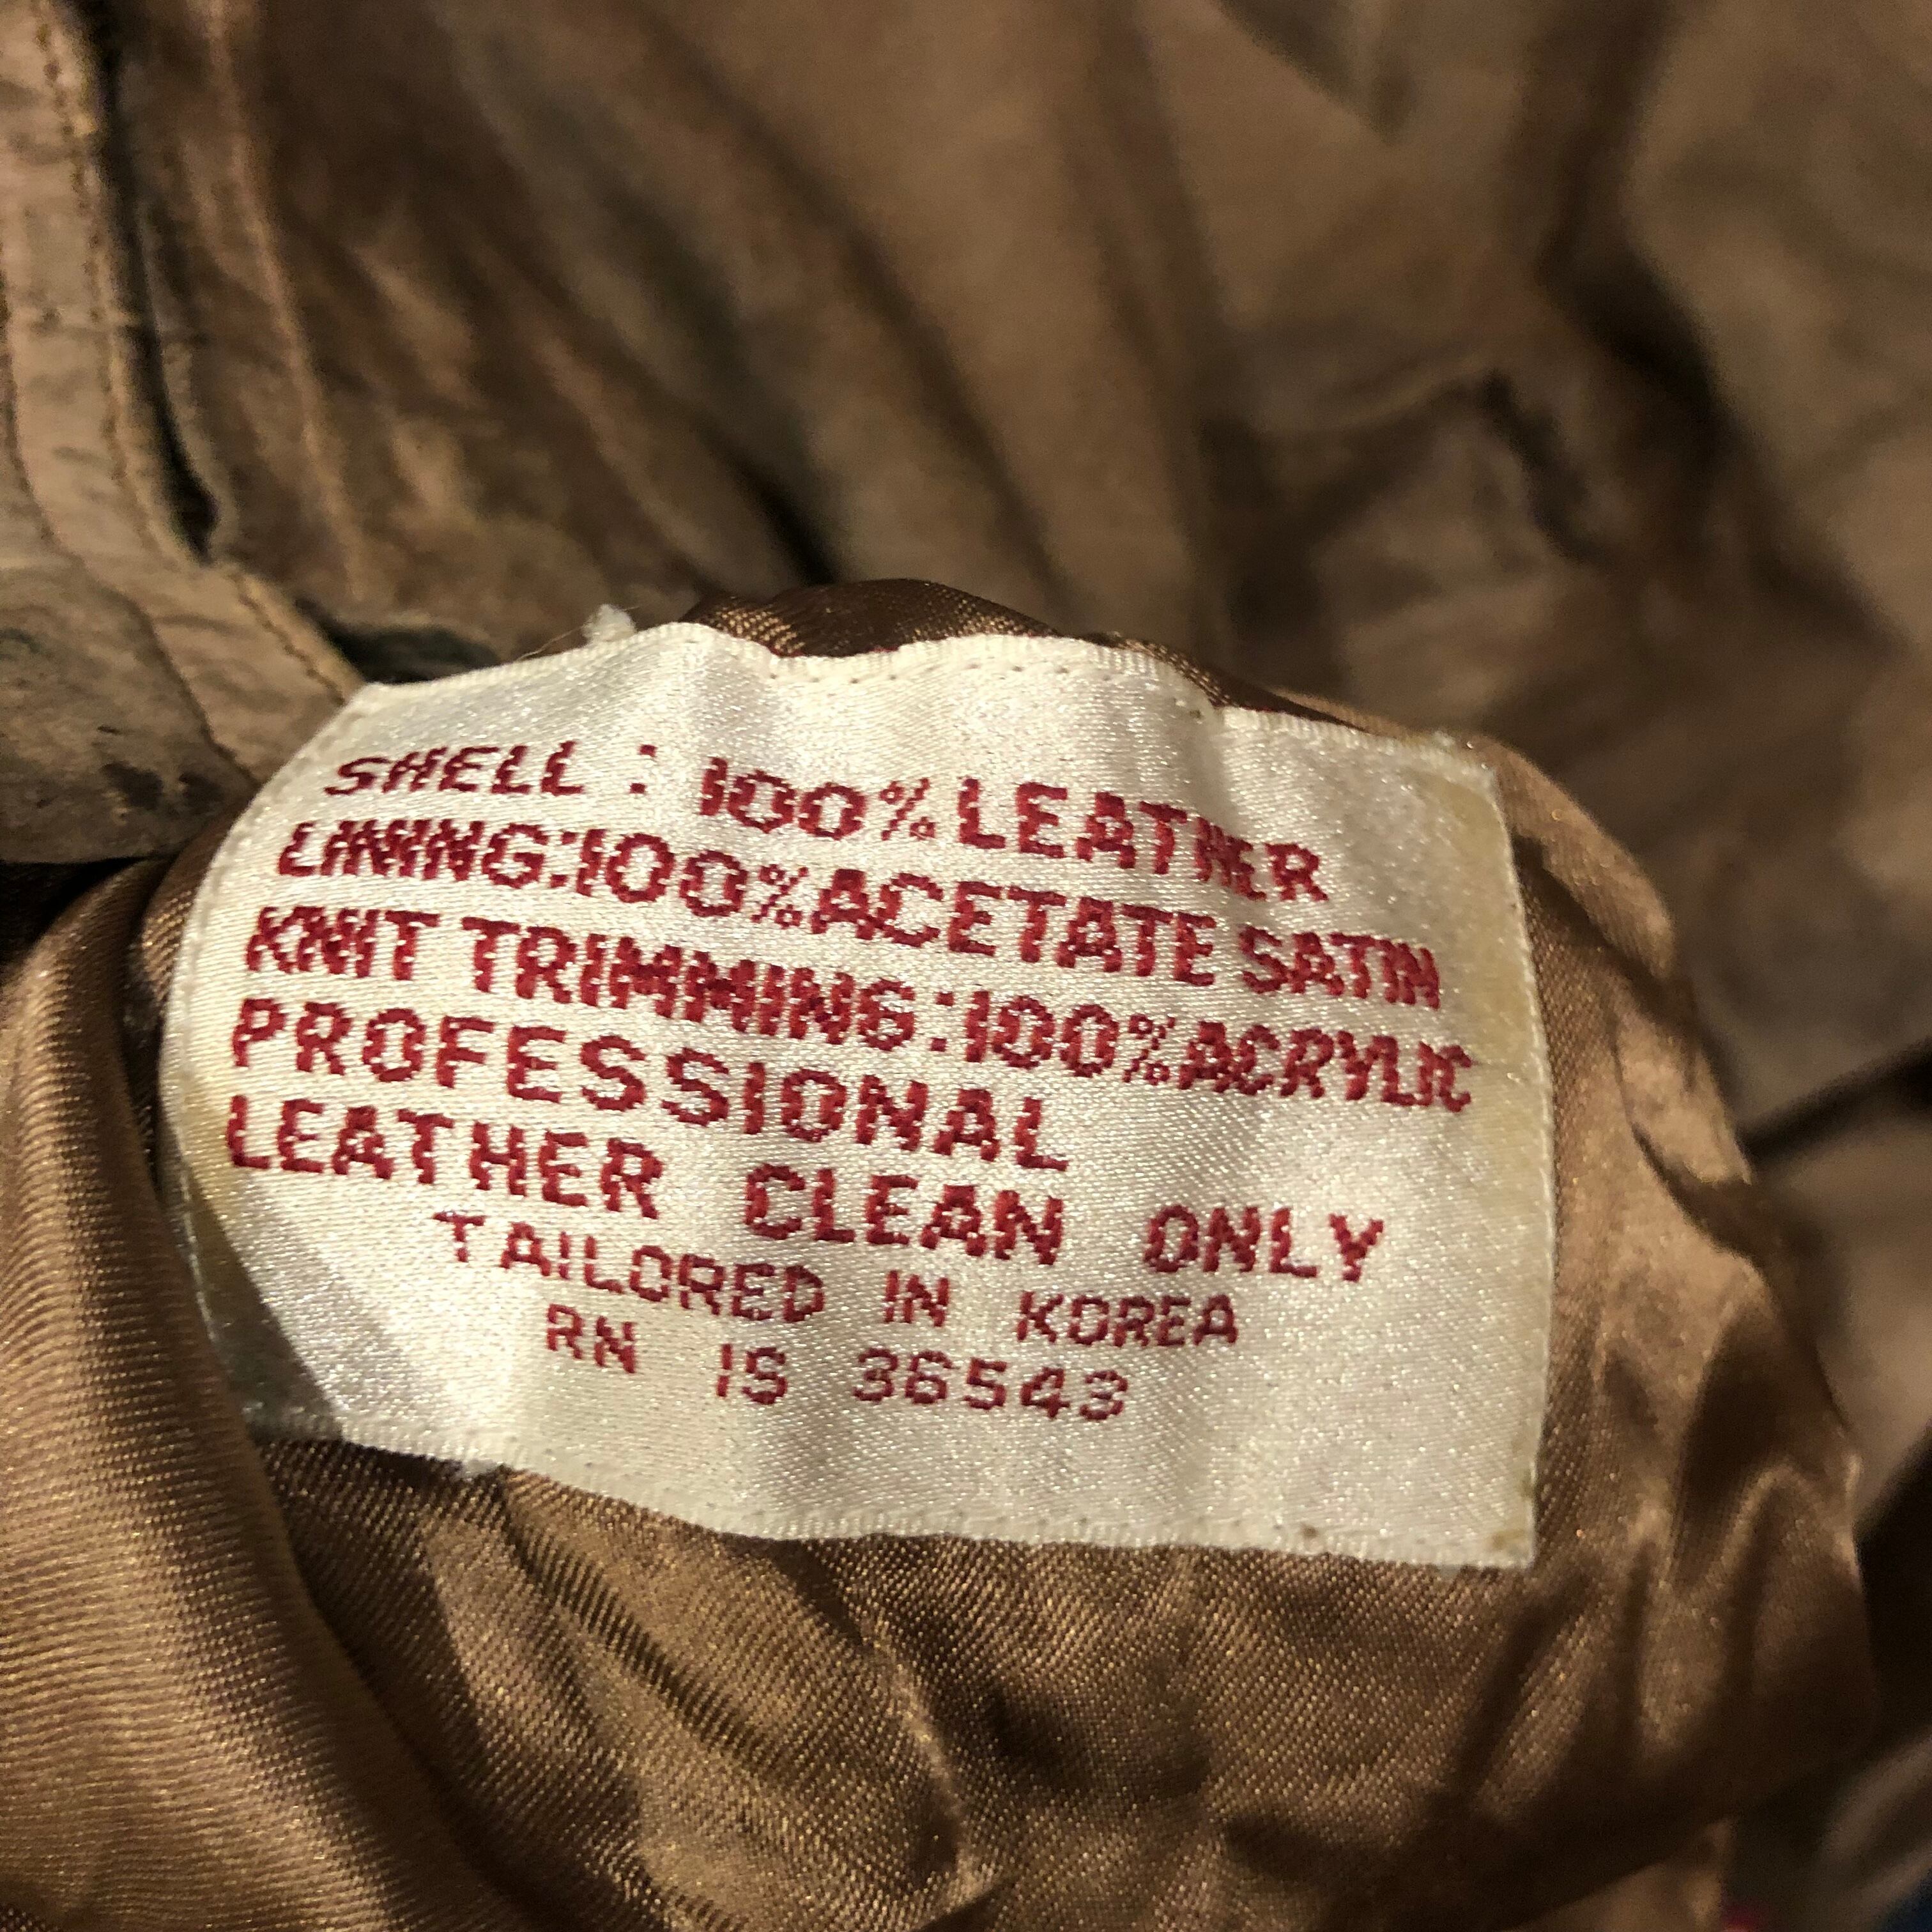 SHELL : 100% LEATHER
LINING:100% ACETATE SATIN
KNIT TRIMMING:100% ACRYLIC
PROFESSIONAL
LEATHER CLEAN ONLY
TAILORED IN KOREA
RN IS 36543